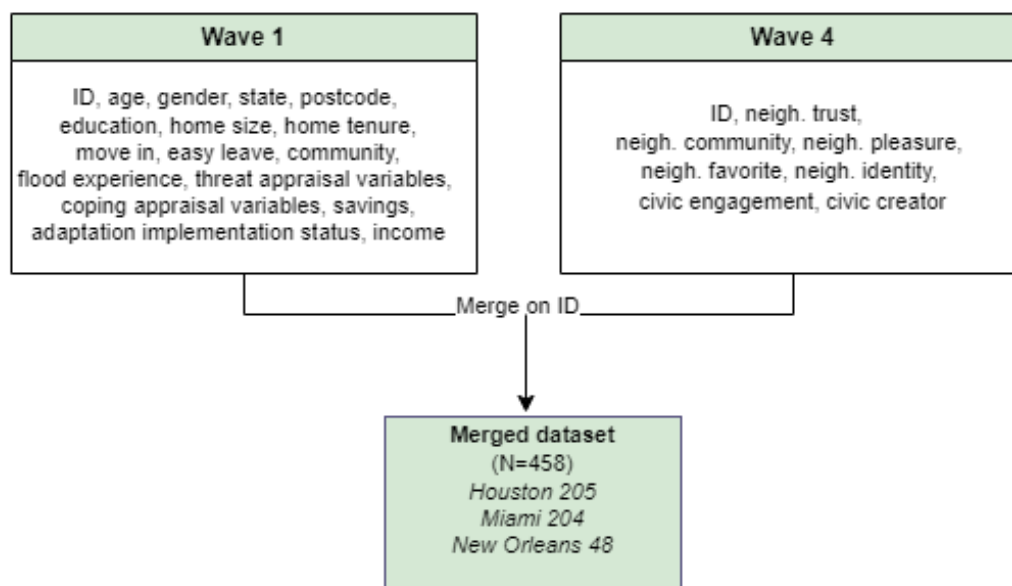 Wave 1
ID, age, gender, state, postcode,
education, home size, home tenure,
move in, easy leave, community,
flood experience, threat appraisal variables,
coping appraisal variables, savings,
adaptation implementation status, income
Wave 4
ID, neigh. trust,
neigh. community, neigh. pleasure,
neigh. favorite, neigh. identity,
civic engagement, civic creator
Merge on ID
Merged dataset
(N=458)
Houston 205
Miami 204
New Orleans 48